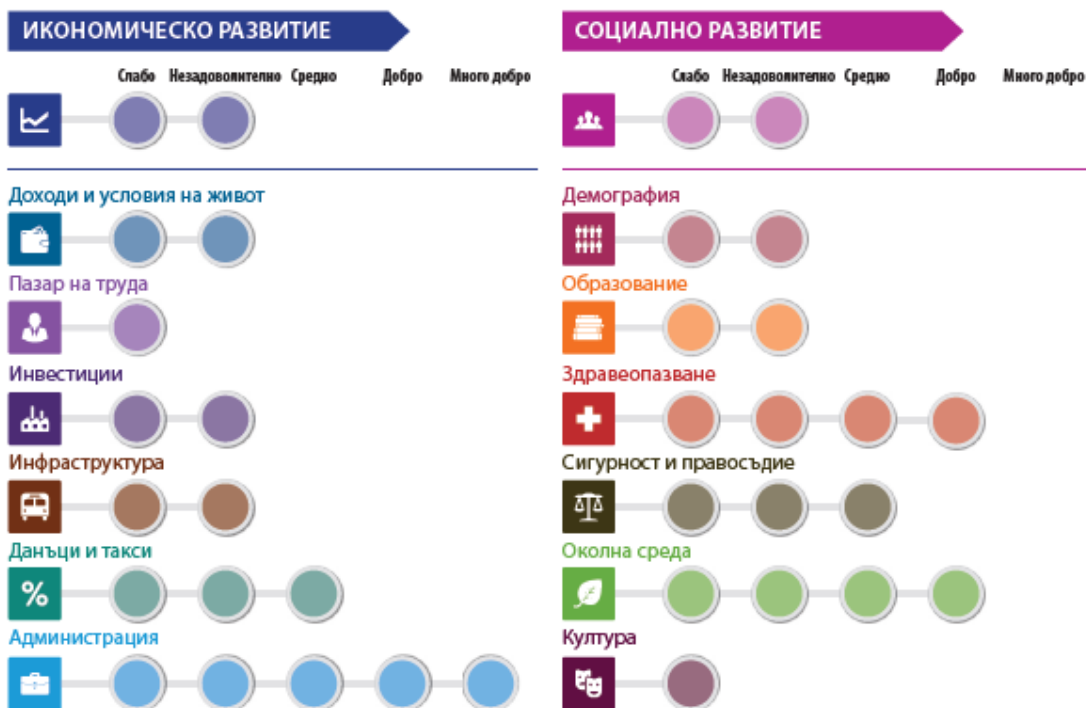 ИКОНОМИЧЕСКО РАЗВИТИЕ
Слабо Незадоволително Средно Добро Много добро
Доходи и условия на живот
Пазар на труда
Инвестиции
Инфраструктура
Данъци и такси
%
Администрация
СОЦИАЛНО РАЗВИТИЕ
Слабо Незадоволително Средно Добро Много добро
Демография
Образование
Здравеопазване
Сигурност и правосъдие
Околна среда
Култура